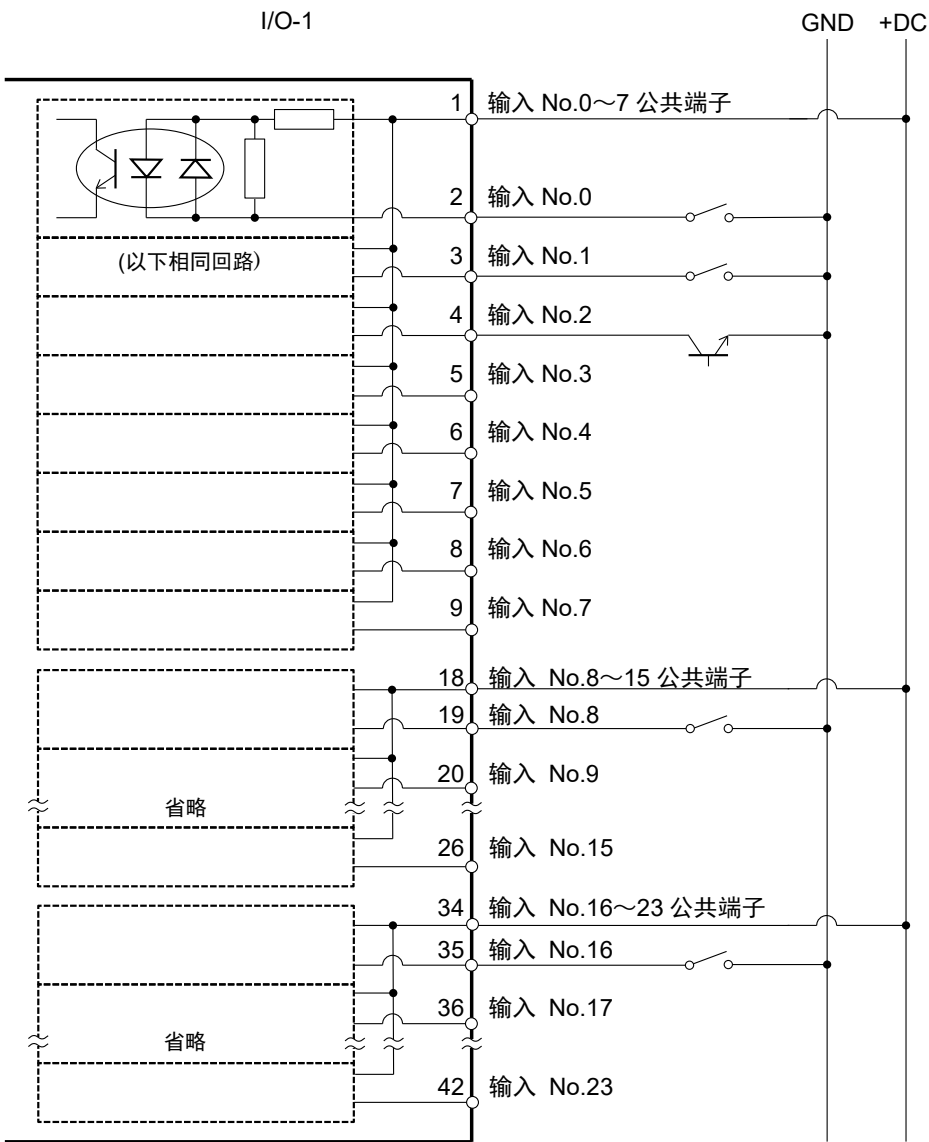 I/O-1
GND +DC
1 输入 No.0～7 公共端子
2 输入 No.0
(以下相同回路)
3 输入 No.1
4 输入 No.2
5 输入 No.3
6 输入 No.4
7 输入 No.5
8 输入 No.6
9 输入 No.7
18 输入 No.8～15 公共端子
19 输入 No.8
20 输入 No.9
省略
26 输入 No.15
34 输入 No.16～23 公共端子
35 输入 No.16
36 输入 No.17
省略
42 输入 No.23